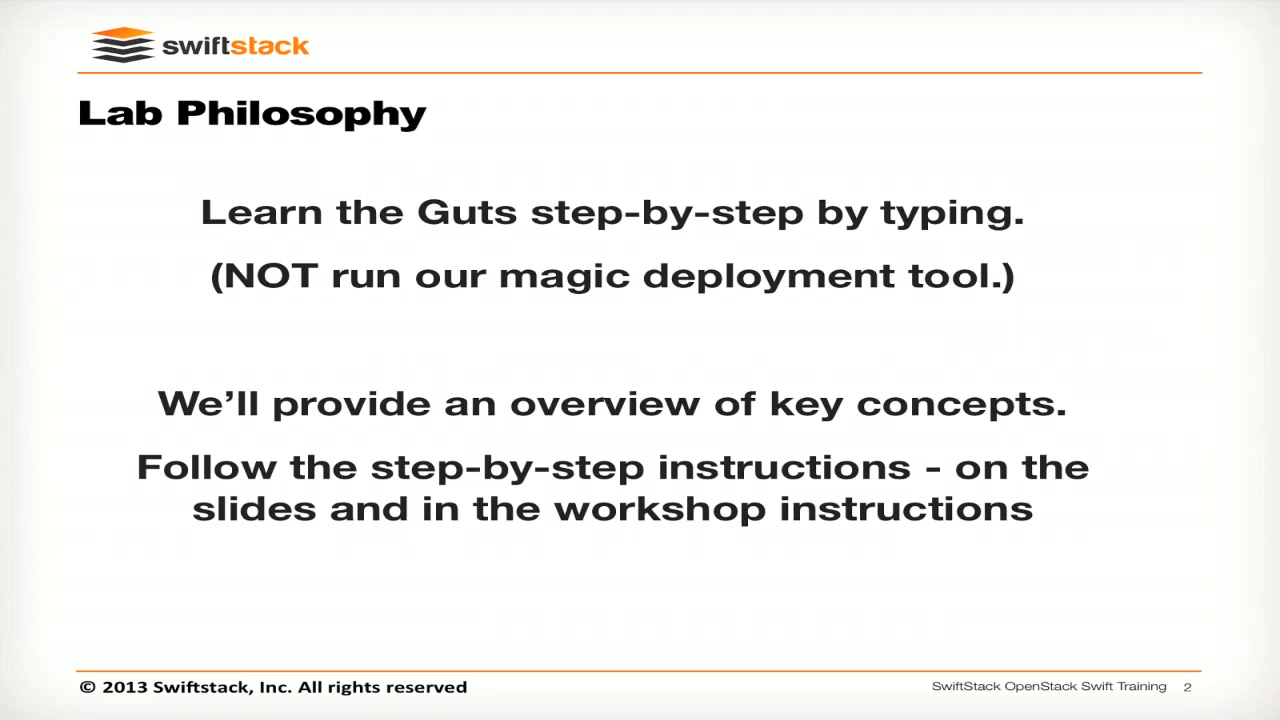 swiftstack
Lab Philosophy
Learn the Guts step-by-step by typing.
(NOT run our magic deployment tool.)
We’ll provide an overview of key concepts.
Follow the step-by-step instructions - on the
slides and in the workshop instructions
© 2013 Swiftstack, Inc. All rights reserved
SwiftStack OpenStack Swift Training 2